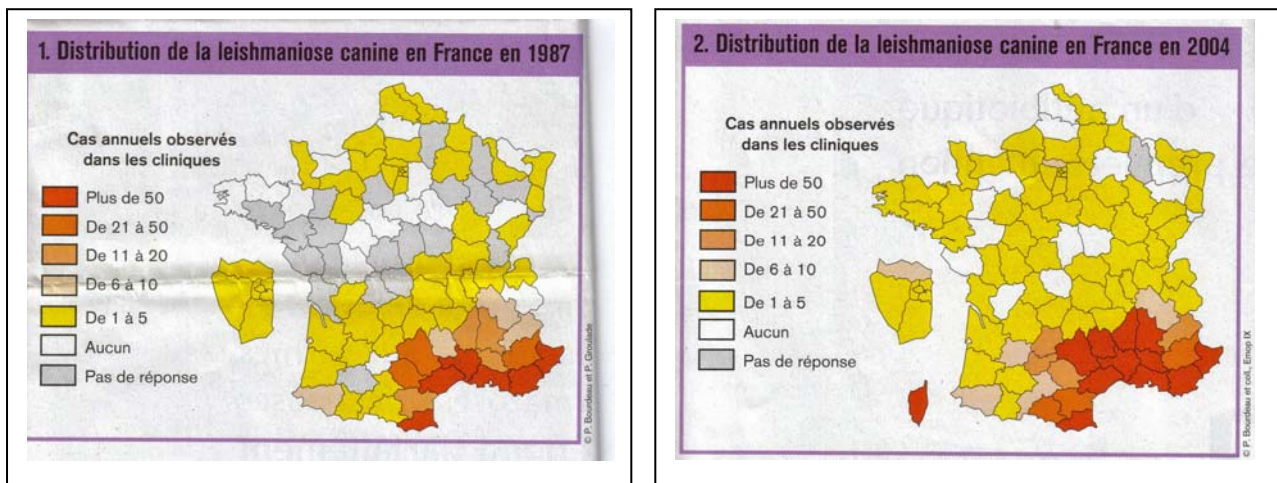 1. Distribution de la leishmaniose canine en France en 1987
Cas annuels observés
dans les cliniques
Plus de 50
De 21 à 50
De 11 à 20
De 6 à 10
De 1 à 5
Aucun
Pas de réponse
© P. Bourdeau et P. Groulade
2. Distribution de la leishmaniose canine en France en 2004
Cas annuels observés
dans les cliniques
Plus de 50
De 21 à 50
De 11 à 20
De 6 à 10
De 1 à 5
Aucun
Pas de réponse
© P. Bourdeau et coll., Emop IX